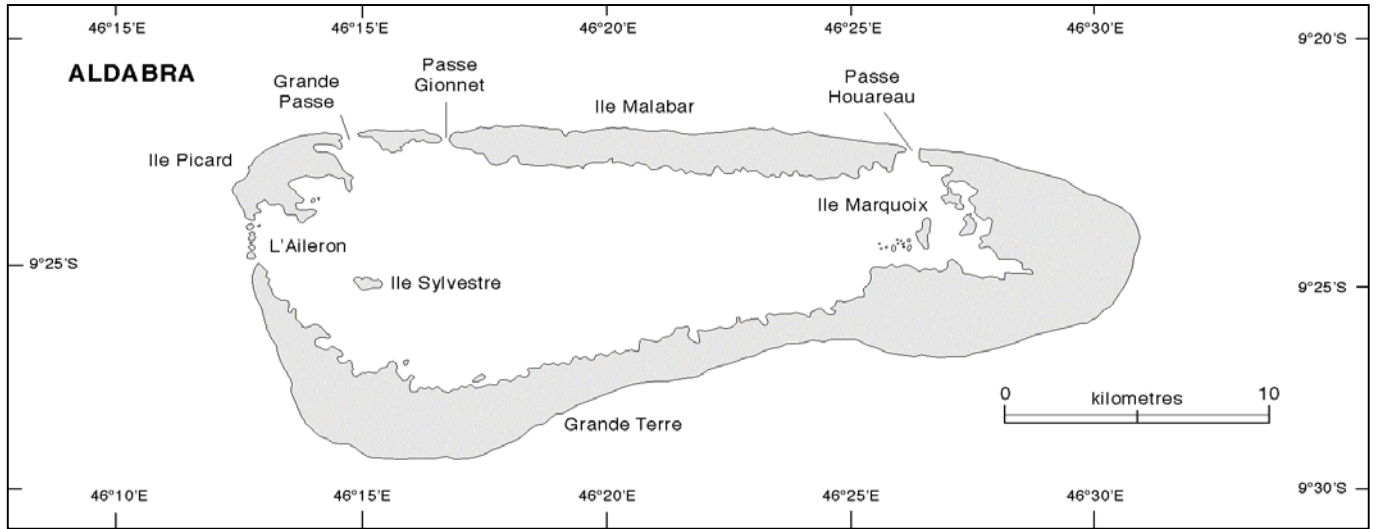 46°15'E 46°15'E 46°20'E 46°25'E 46°30'E
9°20'S
ALDABRA
Grande
Passe
Passe
Gionnet
Ile Malabar
Passe
Houareau
Ile Picard
Ile Marquoix
L'Aileron
9°25'S
Ile Sylvestre
9°25'S
Grande Terre
0 kilometres 10
46°10'E 46°15'E 46°20'E 46°25'E 46°30'E
9°30'S